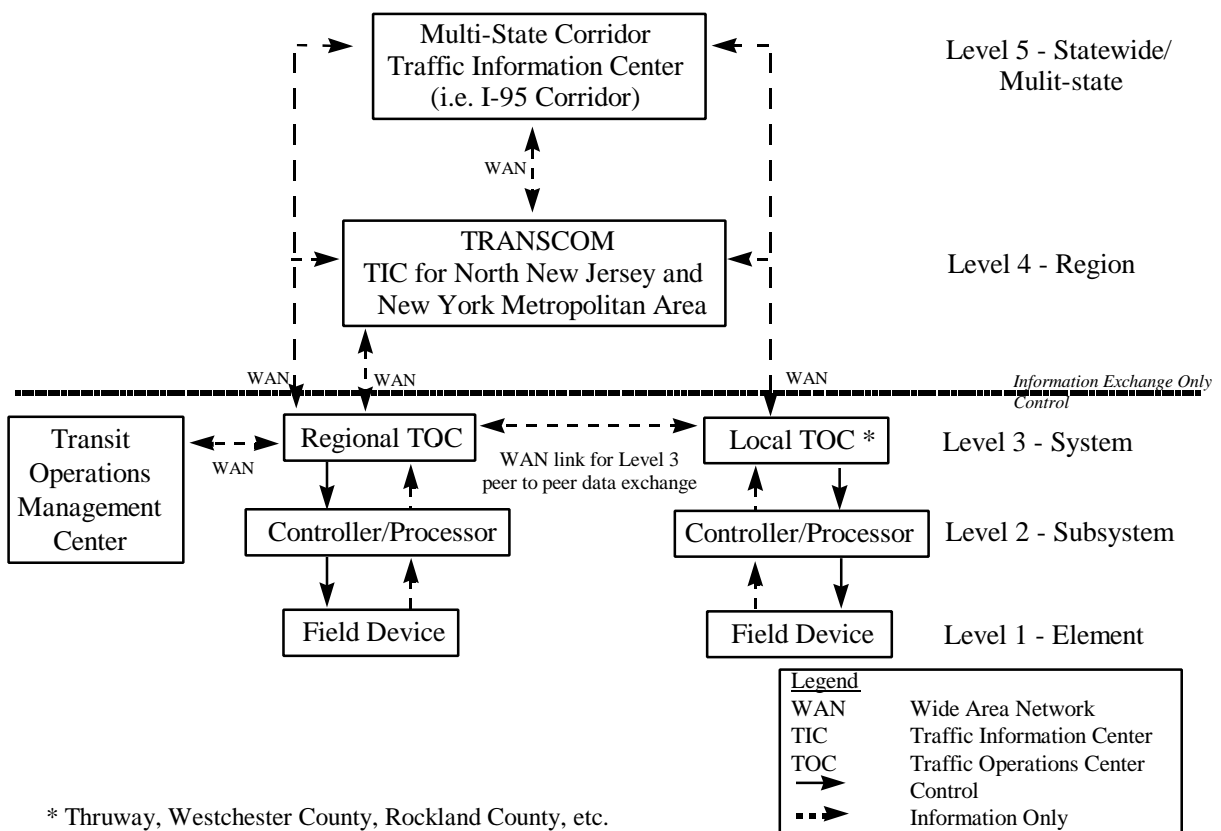 Multi-State Corridor
Traffic Information Center
(i.e. I-95 Corridor)
Level 5 - Statewide/
Mulit-state
WAN
TRANSCOM
TIC for North New Jersey and
New York Metropolitan Area
Level 4 - Region
WAN
WAN
WAN
Information Exchange Only
Control
Transit
Operations
Management
Center
WAN
Regional TOC
WAN link for Level 3
peer to peer data exchange
Local TOC *
Level 3 - System
Controller/Processor
Controller/Processor
Level 2 - Subsystem
Field Device
Field Device
Level 1 - Element
Legend
WAN Wide Area Network
TIC Traffic Information Center
TOC Traffic Operations Center
Control
Information Only
* Thruway, Westchester County, Rockland County, etc.